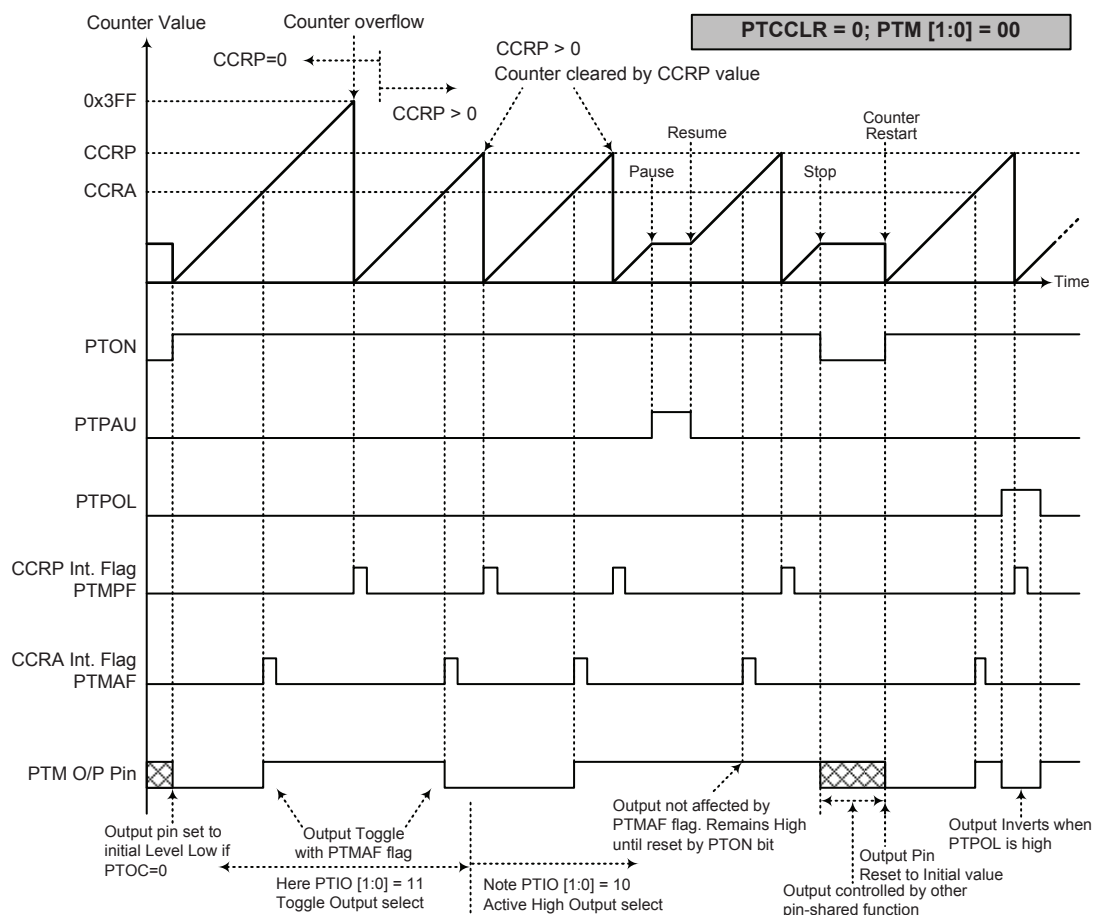 Counter Value
Counter overflow
PTCCLR = 0; PTM [1:0] = 00
CCRP=0
CCRP > 0
CCRP > 0
Counter cleared by CCRP value
0x3FF
CCRP
CCRA
Pause
Resume
Stop
Counter
Restart
Time
PTON
PTPAU
PTPOL
CCRP Int. Flag
PTMPF
CCRA Int. Flag
PTMAF
PTM O/P Pin
Output pin set to
initial Level Low if
PTOC=0
Output Toggle
with PTMAF flag
Here PTIO [1:0] = 11
Toggle Output select
Note PTIO [1:0] = 10
Active High Output select
Output not affected by
PTMAF flag. Remains High
until reset by PTON bit
Output Pin
Reset to Initial value
Output controlled by other
pin-shared function
Output Inverts when
PTPOL is high